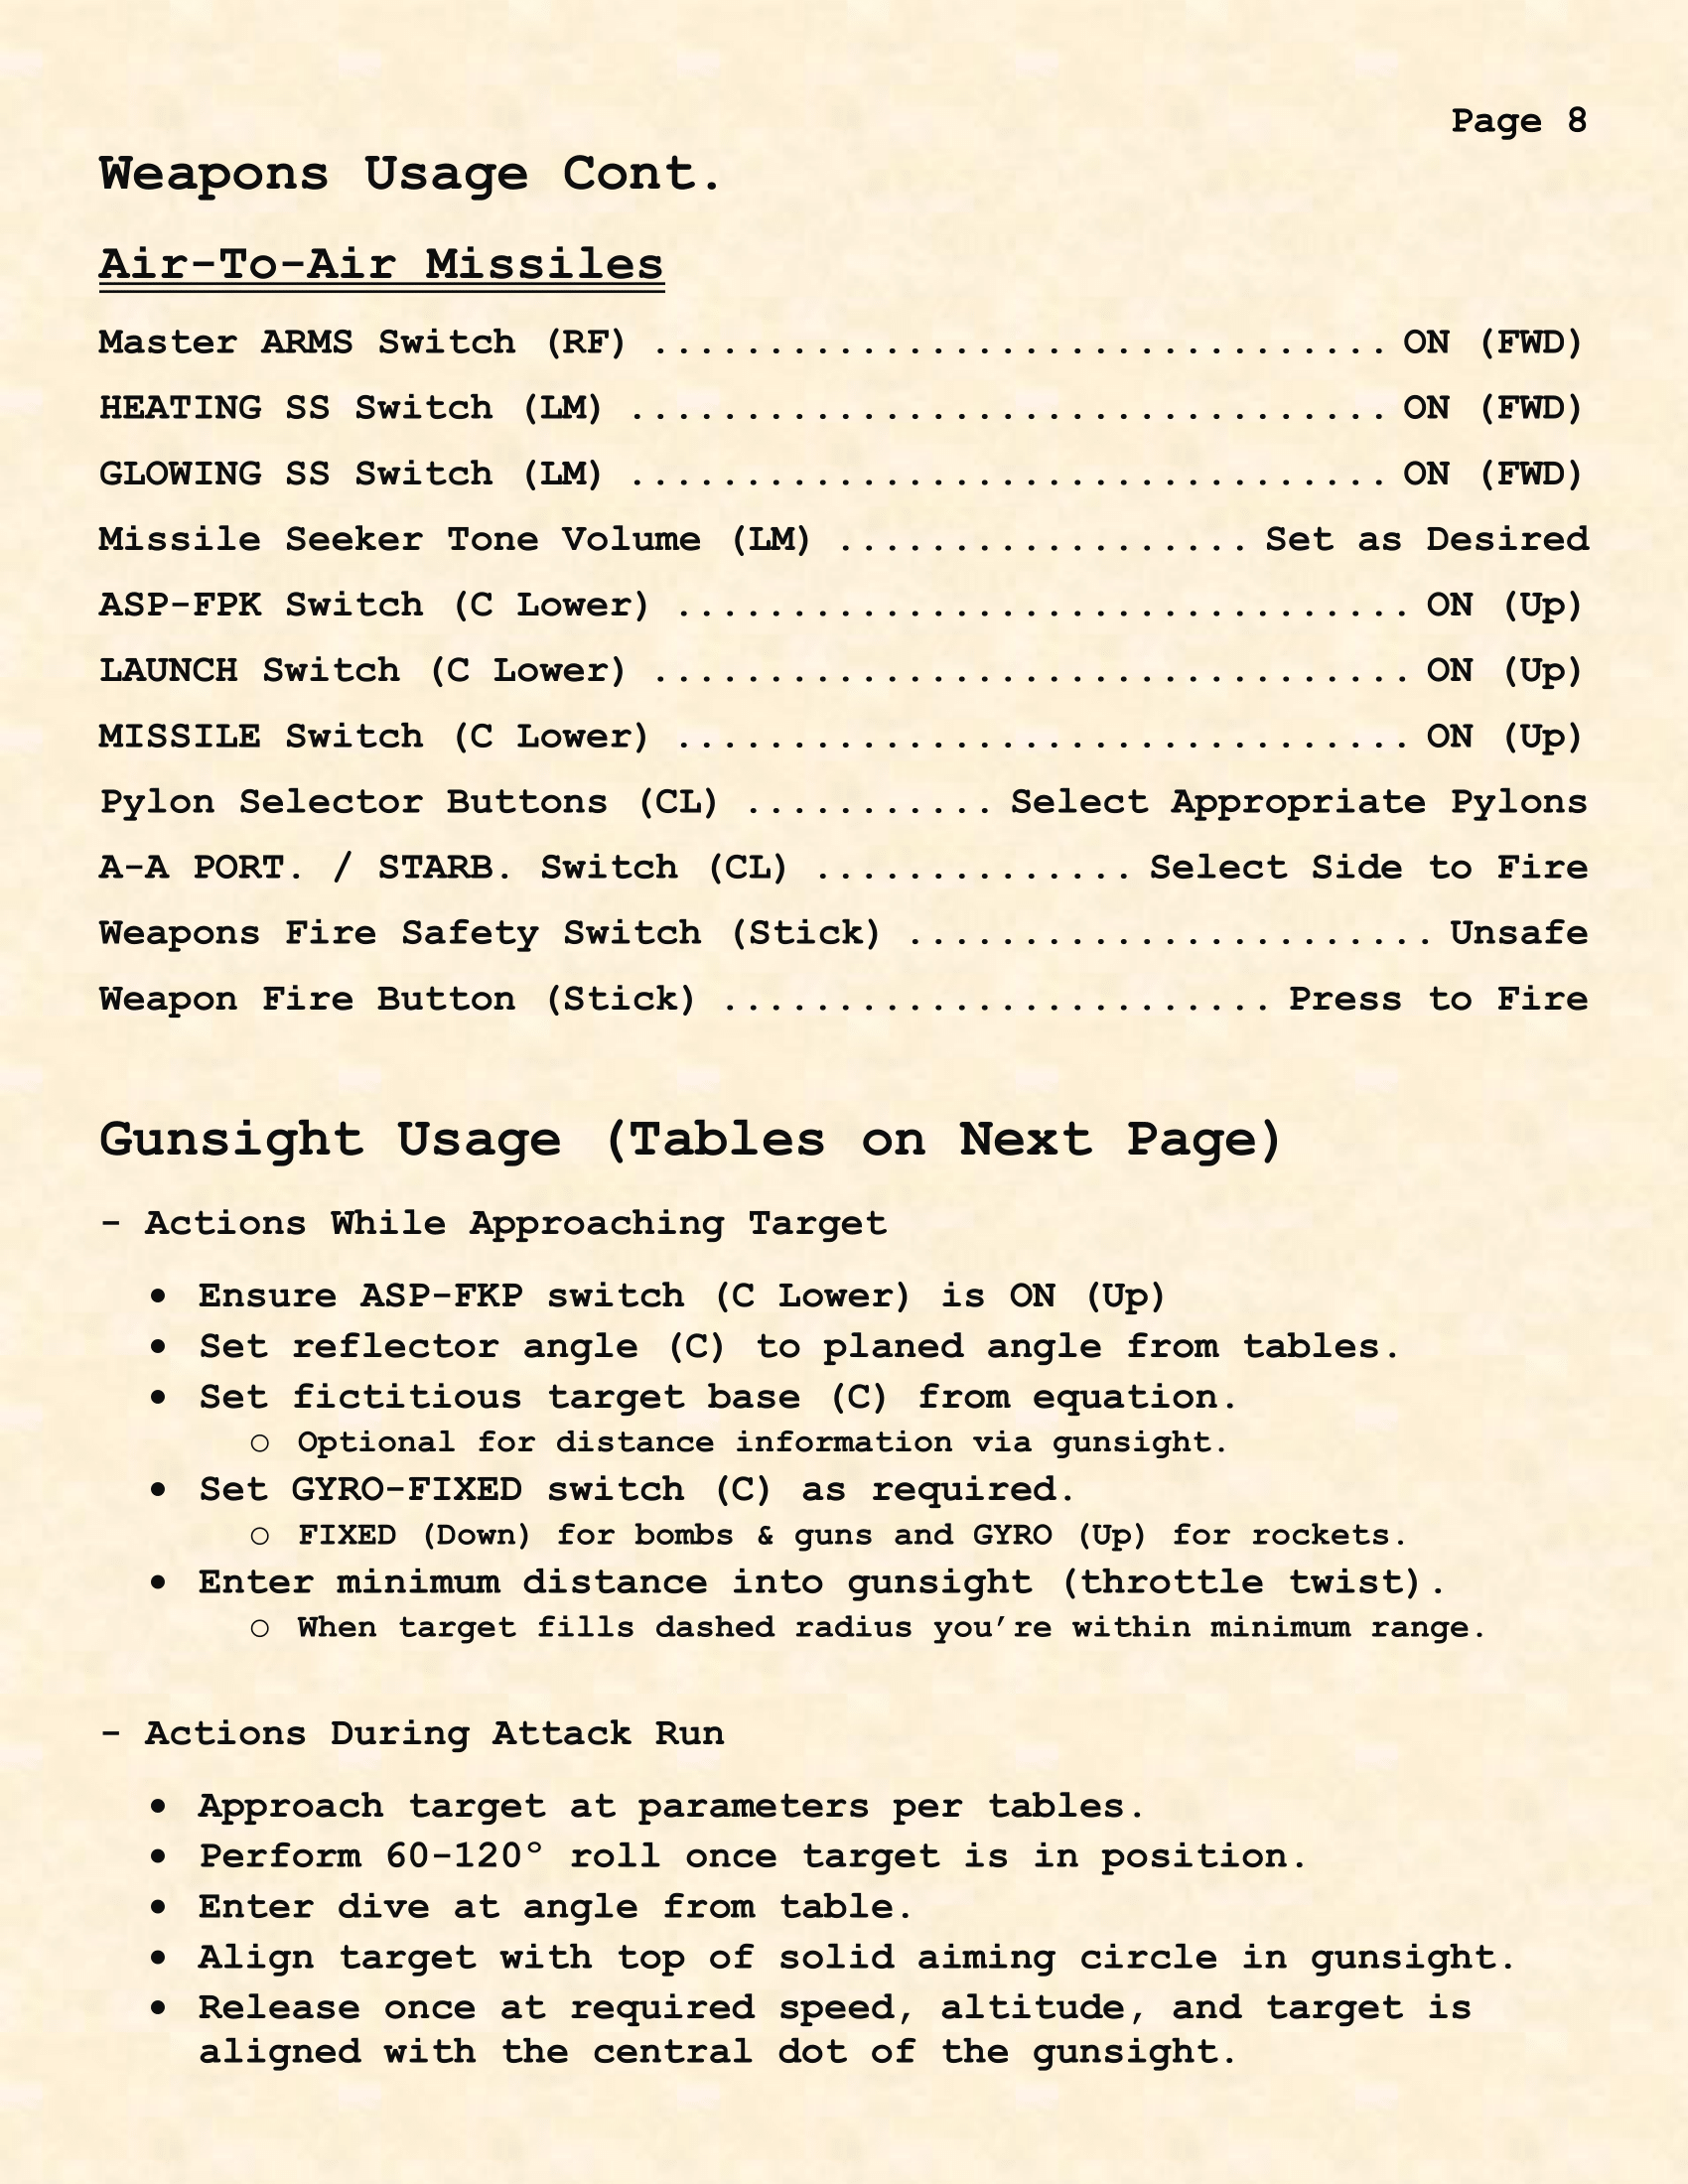 Page 8
Weapons Usage Cont.
Air-To-Air Missiles
Master ARMS Switch (RF) ................................ ON (FWD)
HEATING SS Switch (LM) ................................. ON (FWD)
GLOWING SS Switch (LM) ................................. ON (FWD)
Missile Seeker Tone Volume (LM) .................. Set as Desired
ASP-FPK Switch (C Lower) ................................ ON (Up)
LAUNCH Switch (C Lower) ................................. ON (Up)
MISSILE Switch (C Lower) ................................ ON (Up)
Pylon Selector Buttons (CL) ........... Select Appropriate Pylons
A-A PORT. / STARB. Switch (CL) .............. Select Side to Fire
Weapons Fire Safety Switch (Stick) ....................... Unsafe
Weapon Fire Button (Stick) ........................ Press to Fire
Gunsight Usage (Tables on Next Page)
- Actions While Approaching Target
● Ensure ASP-FKP switch (C Lower) is ON (Up)
● Set reflector angle (C) to planed angle from tables.
● Set fictitious target base (C) from equation.
○ Optional for distance information via gunsight.
● Set GYRO-FIXED switch (C) as required.
○ FIXED (Down) for bombs & guns and GYRO (Up) for rockets.
● Enter minimum distance into gunsight (throttle twist).
○ When target fills dashed radius you’re within minimum range.
- Actions During Attack Run
● Approach target at parameters per tables.
● Perform 60-120° roll once target is in position.
● Enter dive at angle from table.
● Align target with top of solid aiming circle in gunsight.
● Release once at required speed, altitude, and target is
aligned with the central dot of the gunsight.